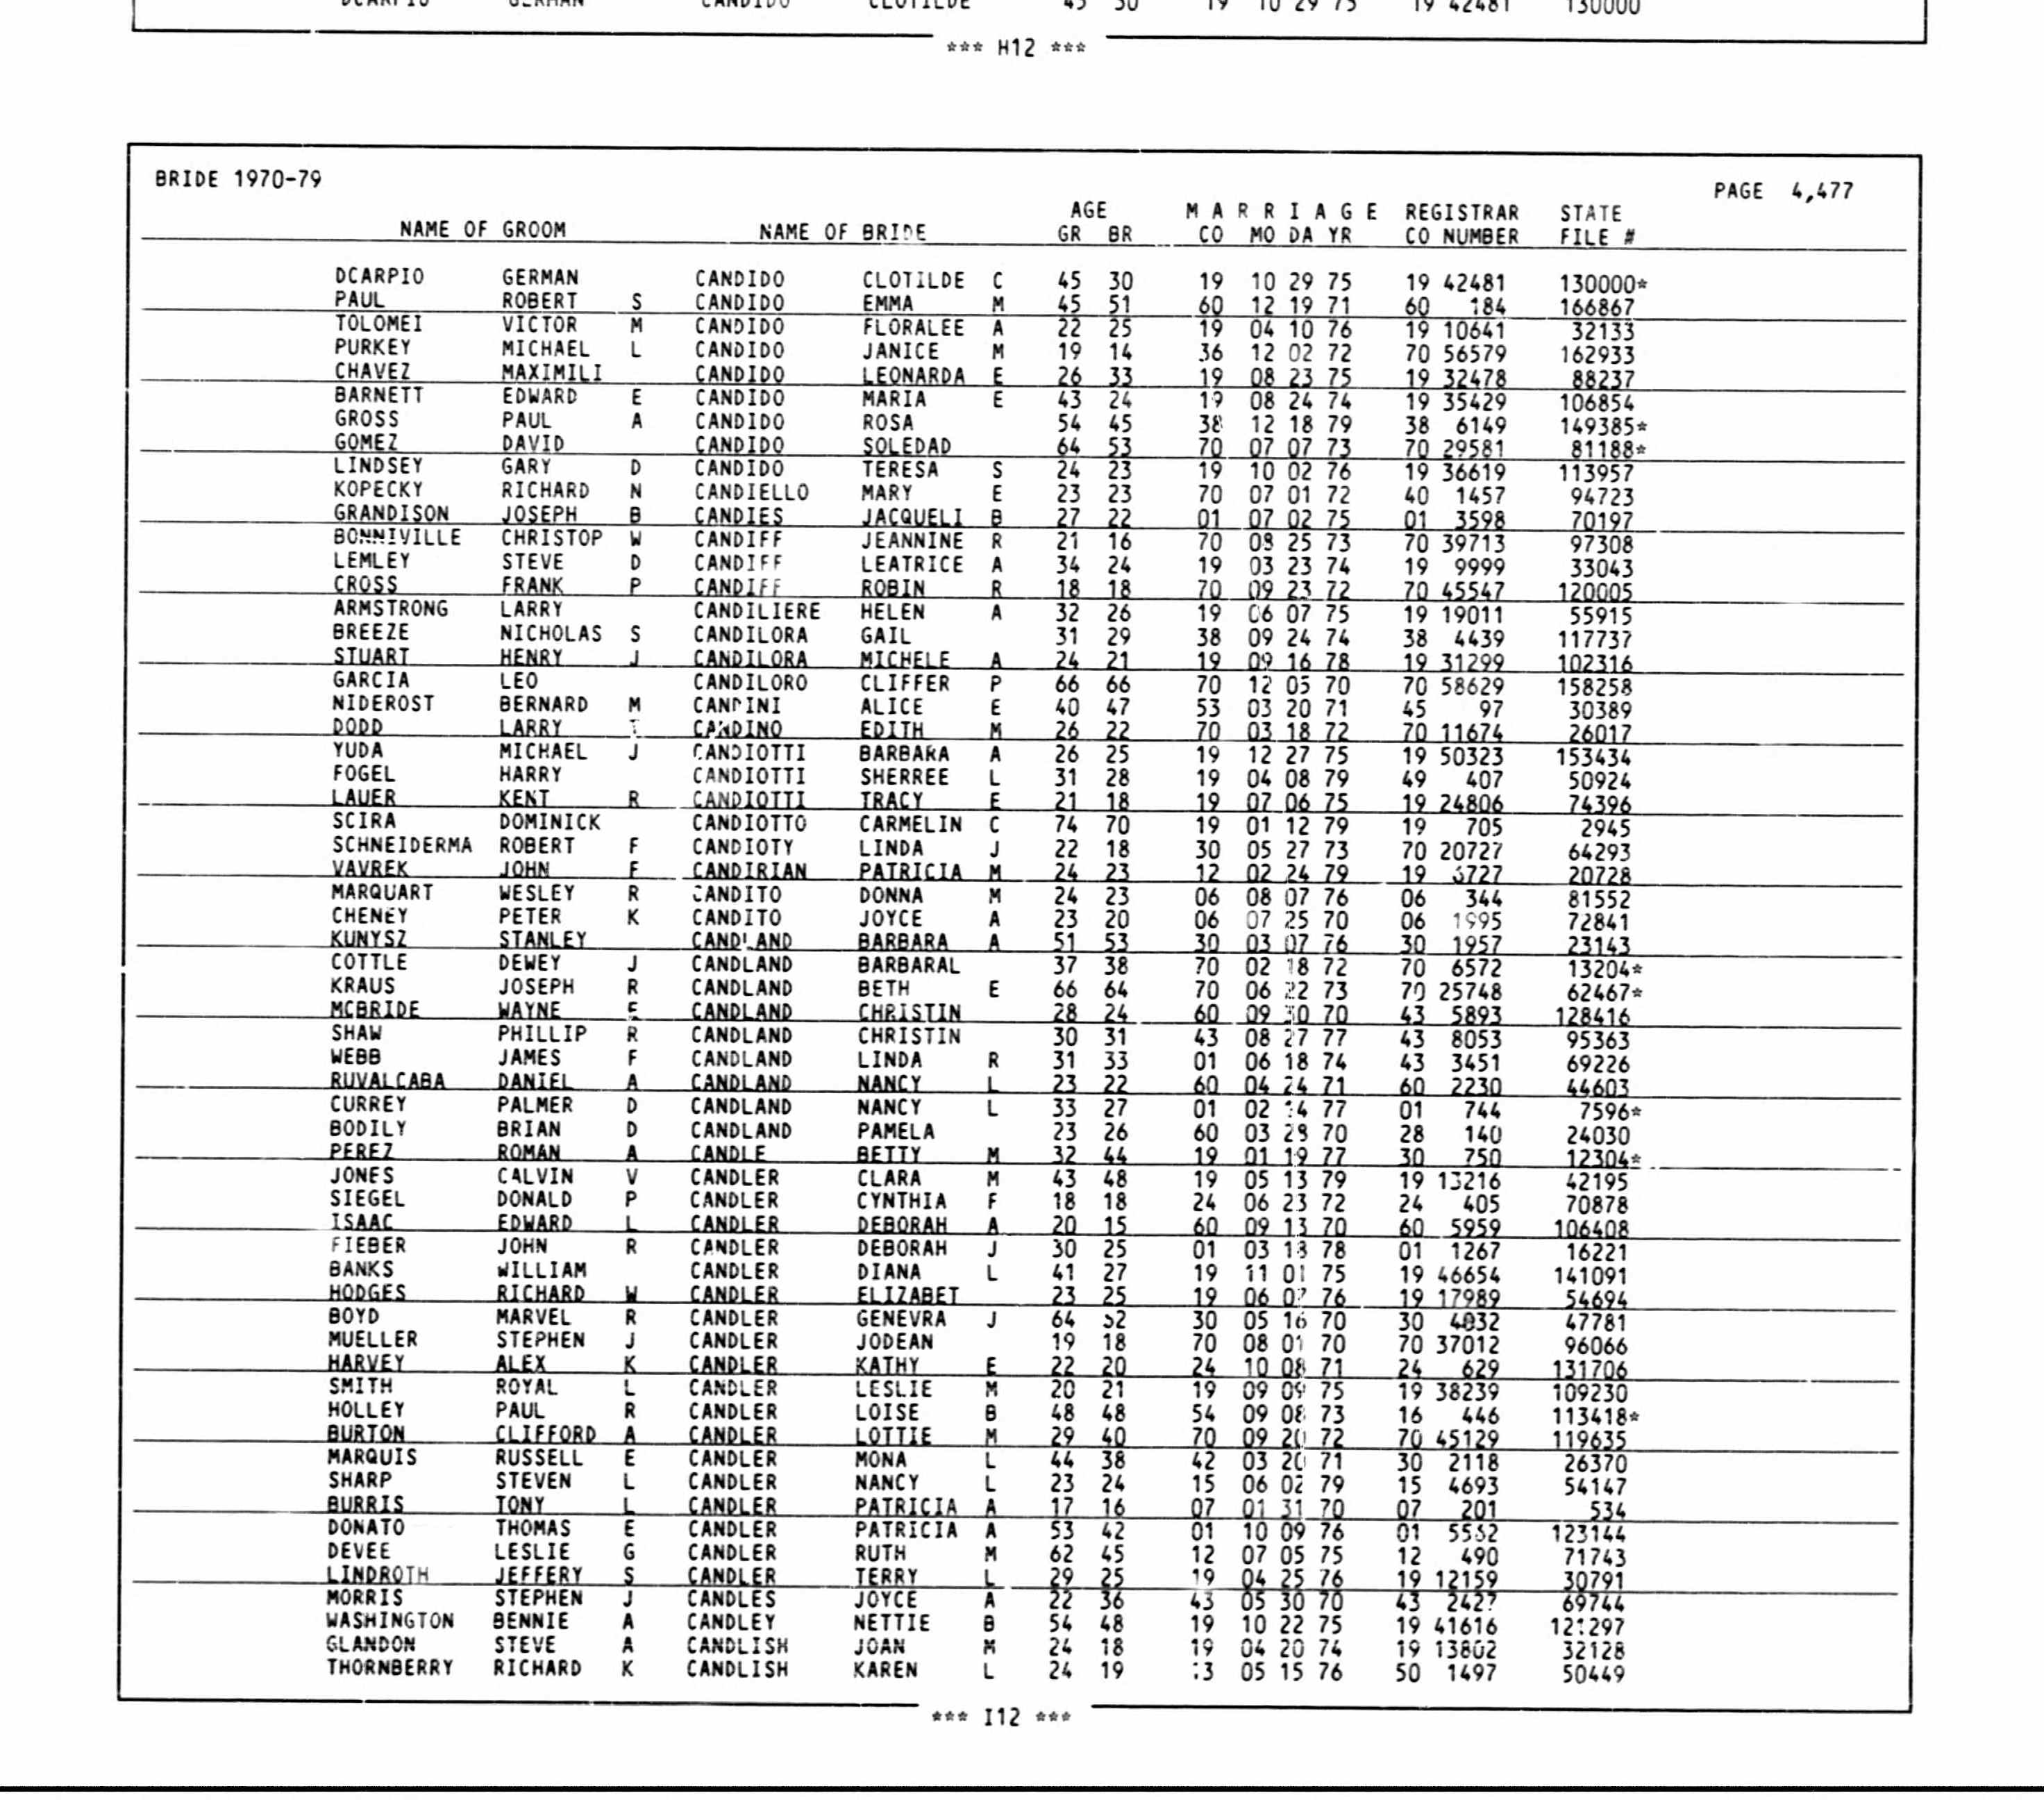 DCARPIO GERMAN CANDIDO CLOTILDE 45 30 19 10 29 75 19 42481 130000
*** H12 ***
BRIDE 1970-79 PAGE 4,477
AGE M A R R I A G E REGISTRAR STATE
NAME OF GROOM NAME OF BRIDE GR BR CO MO DA YR CO NUMBER FILE #
DCARPIO GERMAN CANDIDO CLOTILDE C 45 30 19 10 29 75 19 42481 130000*
PAUL ROBERT S CANDIDO EMMA M 45 51 60 12 19 71 60 184 166867
TOLOMEI VICTOR M CANDIDO FLORALEE A 22 25 19 04 10 76 19 10641 32133
PURKEY MICHAEL L CANDIDO JANICE M 19 14 36 12 02 72 70 56579 162933
CHAVEZ MAXIMILI CANDIDO LEONARDA E 26 33 19 08 23 75 19 32478 88237
BARNETT EDWARD E CANDIDO MARIA E 43 24 19 08 24 74 19 35429 106854
GROSS PAUL A CANDIDO ROSA 54 45 38 12 18 79 38 6149 149385*
GOMEZ DAVID CANDIDO SOLEDAD 64 53 70 07 07 73 70 29581 81188*
LINDSEY GARY D CANDIDO TERESA S 24 23 19 10 02 76 19 36619 113957
KOPECKY RICHARD N CANDIELLO MARY E 23 23 70 07 01 72 40 1457 94723
GRANDISON JOSEPH B CANDIES JACQUELI B 27 22 01 07 02 75 01 3598 70197
BONNIVILLE CHRISTOP W CANDIFF JEANNINE R 21 16 70 08 25 73 70 39713 97308
LEMLEY STEVE D CANDIFF LEATRICE A 34 24 19 03 23 74 19 9999 33043
CROSS FRANK P CANDIFF ROBIN R 18 18 70 09 23 72 70 45547 120005
ARMSTRONG LARRY CANDILIERE HELEN A 32 26 19 06 07 75 19 19011 55915
BREEZE NICHOLAS S CANDILORA GAIL 31 29 38 09 24 74 38 4439 117737
STUART HENRY J CANDILORA MICHELE A 24 21 19 09 16 78 19 31299 102316
GARCIA LEO CANDILORO CLIFFER P 66 66 70 12 05 70 70 58629 158258
NIDEROST BERNARD M CANDINI ALICE E 40 47 53 03 20 71 45 97 30389
DODD LARRY CANDINO EDITH M 26 22 70 03 18 72 70 11674 26017
YUDA MICHAEL J CANDIOTTI BARBARA A 26 25 19 12 27 75 19 50323 153434
FOGEL HARRY CANDIOTTI SHERREE L 31 28 19 04 08 79 49 407 50924
LAUER KENT R CANDIOTTI TRACY E 21 18 19 07 06 75 19 24806 74396
SCIRA DOMINICK CANDIOTTO CARMELIN C 74 70 19 01 12 79 19 705 2945
SCHNEIDERMA ROBERT F CANDIOTY LINDA J 22 18 30 05 27 73 70 20727 64293
VAVREK JOHN F CANDIRIAN PATRICIA M 24 23 12 02 24 79 19 20728
MARQUART WESLEY R CANDITO DONNA M 24 23 06 08 07 76 06 344 81552
CHENEY PETER K CANDITO JOYCE A 23 20 06 07 25 70 06 1995 72841
KUNYSZ STANLEY CANDLAND BARBARA A 51 53 30 03 07 76 30 1957 23143
COTTLE DEWEY J CANDLAND BARBARAL 37 38 70 02 18 72 70 6572 13204*
KRAUS JOSEPH R CANDLAND BETH E 66 64 70 06 22 73 70 25748 62467*
MCBRIDE WAYNE E CANDLAND CHRISTIN 28 24 60 09 70 43 5893 128416
SHAW PHILLIP R CANDLAND CHRISTIN 30 31 43 08 27 77 43 8053 95363
WEBB JAMES F CANDLAND LINDA R 31 33 01 06 18 74 43 3451 69226
RUVALCABA DANIEL A CANDLAND NANCY L 23 22 60 04 24 71 60 2230 44603
CURREY PALMER D CANDLAND NANCY L 33 27 01 02 77 01 744 7596*
BODILY BRIAN D CANDLAND PAMELA 23 26 60 03 70 28 140 24030
PEREZ ROMAN A CANDLE BETTY M 32 44 19 01 19 77 30 750 12304*
JONES CALVIN V CANDLER CLARA M 43 48 19 05 13 79 19 13216 42195
SIEGEL DONALD P CANDLER CYNTHIA F 18 18 24 06 23 72 24 405 70878
ISAAC EDWARD L CANDLER DEBORAH A 20 15 60 09 13 70 60 5959 106408
FIEBER JOHN R CANDLER DEBORAH J 30 25 01 03 78 01 1267 16221
BANKS WILLIAM CANDLER DIANA L 41 27 19 11 01 75 19 46654 141091
HODGES RICHARD W CANDLER ELIZABET 23 25 19 06 76 19 17989 54694
BOYD MARVEL R CANDLER GENEVRA J 64 30 05 16 70 30 47781
MUELLER STEPHEN J CANDLER JODEAN 19 18 70 08 01 70 70 37012 96066
HARVEY ALEX K CANDLER KATHY E 22 20 24 10 08 71 24 629 131706
SMITH ROYAL L CANDLER LESLIE M 20 21 19 09 09 75 19 38239 109230
HOLLEY PAUL R CANDLER LOISE B 48 48 54 09 08 73 16 446 113418*
BURTON CLIFFORD A CANDLER LOTTIE M 29 40 70 09 20 72 70 45129 119635
MARQUIS RUSSELL E CANDLER MONA L 44 38 42 03 20 71 30 2118 26370
SHARP STEVEN L CANDLER NANCY L 23 24 15 06 02 79 15 4693 54147
BURRIS TONY L CANDLER PATRICIA A 17 16 07 01 31 70 07 201 534
DONATO THOMAS E CANDLER PATRICIA A 53 42 01 10 09 76 01 123144
DEVEE LESLIE G CANDLER RUTH M 62 45 12 07 05 75 12 490 71743
LINDROTH JEFFERY S CANDLER TERRY L 29 25 19 04 25 76 19 12159 30791
MORRIS STEPHEN J CANDLES JOYCE A 22 36 43 05 30 70 43 2427 69744
WASHINGTON BENNIE A CANDLEY NETTIE B 54 48 19 10 22 75 19 41616 121297
GLANDON STEVE A CANDLISH JOAN M 24 18 19 04 20 74 19 13802 32128
THORNBERRY RICHARD K CANDLISH KAREN L 24 19 05 15 76 50 1497 50449
*** I12 ***